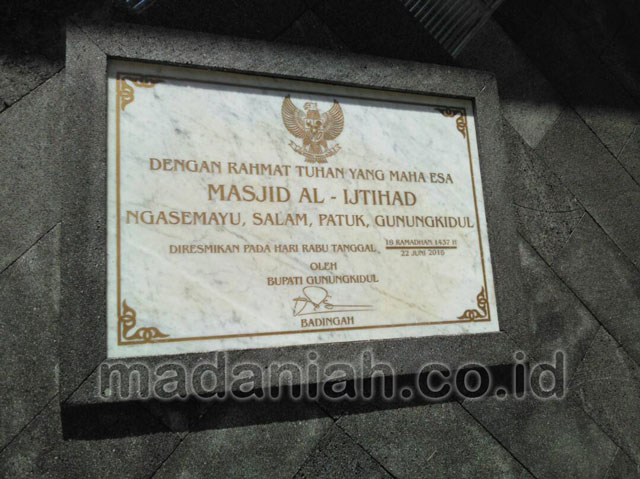 DENGAN RAHMAT TUHAN YANG MAHA ESA
MASJID AL - IJTIHAD
NGASEMAYU, SALAM, PATUK, GUNUNGKIDUL
DIRESMIKAN PADA HARI RABU TANGGAL 18 RAMADHAN 1437 H
22 JUNI 2016
OLEH
BUPATI GUNUNGKIDUL
BADINGAH
madaniah.co.id